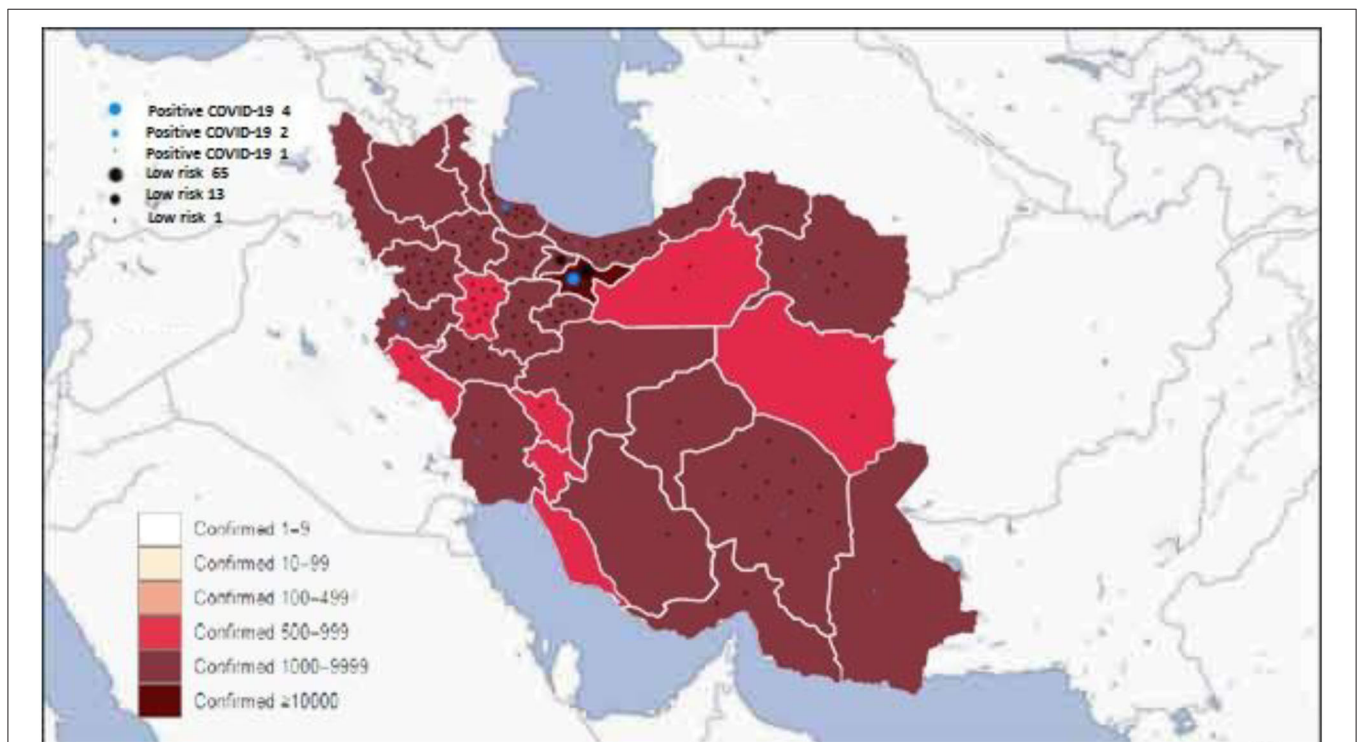 Positive COVID-19 4
Positive COVID-19 2
Positive COVID-19 1
Low risk 65
Low risk 13
Low risk 1
Confirmed 1–9
Confirmed 10–99
Confirmed 100–499
Confirmed 500–999
Confirmed 1000–9999
Confirmed ≥10000